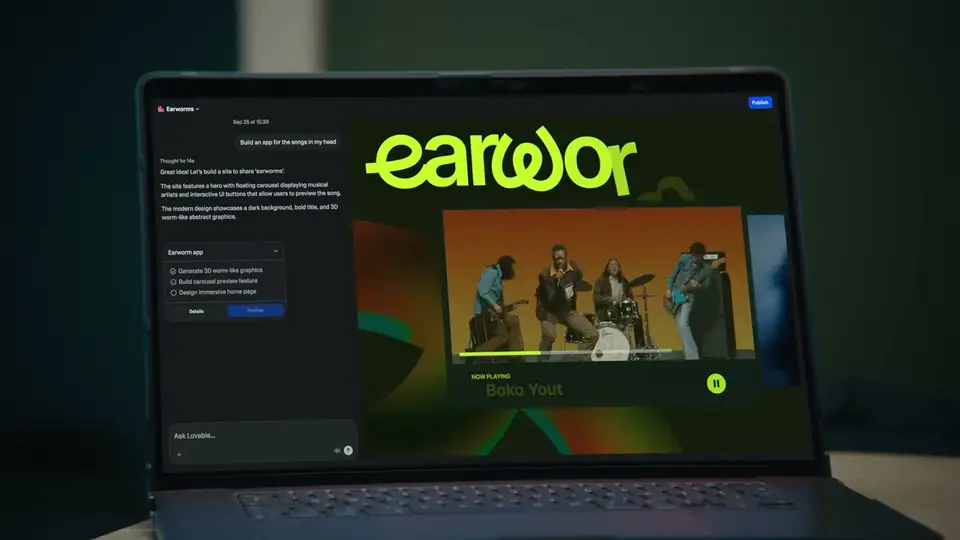 Earworms
Publish
Sep 25 at 15:39
Build an app for the songs in my head
Thought for 14s
Great idea! Let's build a site to share 'earworms'.
The site features a hero with floating carousel displaying musical
artists and interactive UI buttons that allow users to preview the song.
The modern design showcases a dark background, bold title, and 3D
worm-like abstract graphics.
Earworm app
Generate 3D worm-like graphics
Build carousel preview feature
Design immersive home page
Details
Preview
Ask Lovable...
earwor
NOW PLAYING
Boko Yout